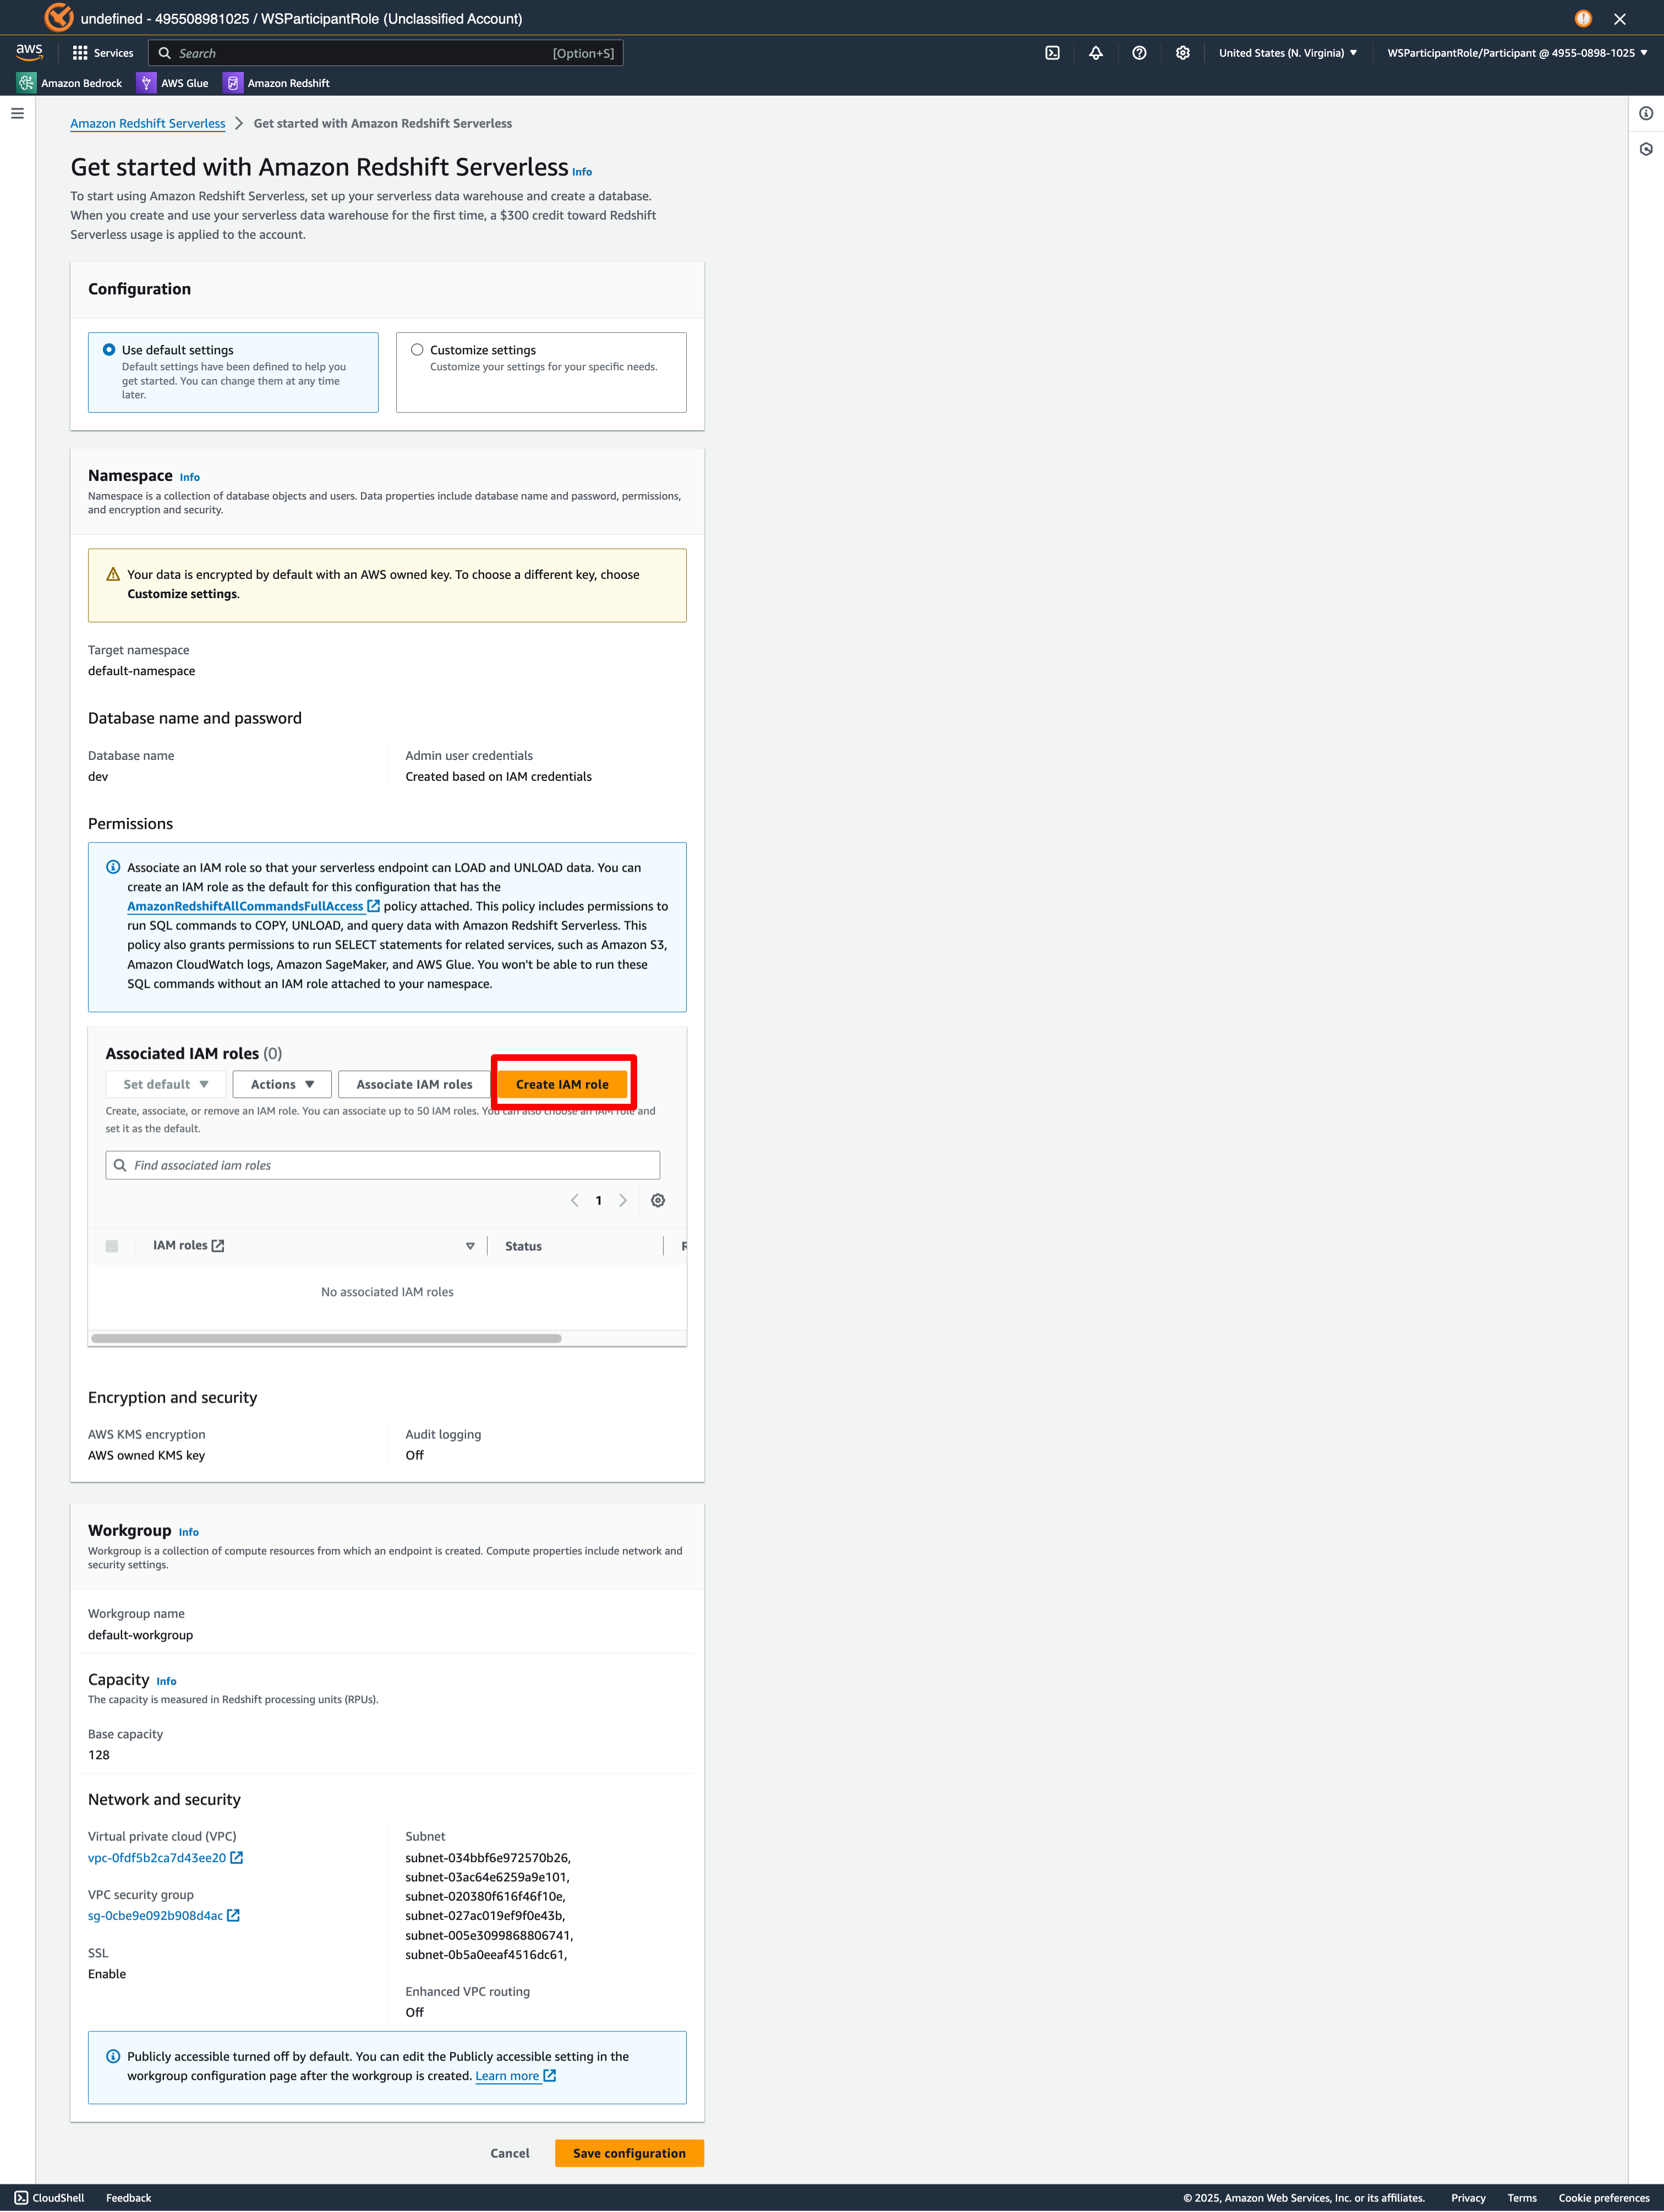 undefined - 495508981025 / WSParticipantRole (Unclassified Account)
aws
Services
Search
[Option+S]
United States (N. Virginia)
WSParticipantRole/Participant @ 4955-0898-1025
Amazon Bedrock
AWS Glue
Amazon Redshift
Amazon Redshift Serverless
Get started with Amazon Redshift Serverless
Get started with Amazon Redshift Serverless Info
To start using Amazon Redshift Serverless, set up your serverless data warehouse and create a database.
When you create and use your serverless data warehouse for the first time, a $300 credit toward Redshift
Serverless usage is applied to the account.
Configuration
Use default settings
Default settings have been defined to help you
get started. You can change them at any time
later.
Customize settings
Customize your settings for your specific needs.
Namespace Info
Namespace is a collection of database objects and users. Data properties include database name and password, permissions,
and encryption and security.
Your data is encrypted by default with an AWS owned key. To choose a different key, choose
Customize settings.
Target namespace
default-namespace
Database name and password
Database name
dev
Admin user credentials
Created based on IAM credentials
Permissions
Associate an IAM role so that your serverless endpoint can LOAD and UNLOAD data. You can
create an IAM role as the default for this configuration that has the
AmazonRedshiftAllCommandsFullAccess policy attached. This policy includes permissions to
run SQL commands to COPY, UNLOAD, and query data with Amazon Redshift Serverless. This
policy also grants permissions to run SELECT statements for related services, such as Amazon S3,
Amazon CloudWatch logs, Amazon SageMaker, and AWS Glue. You won't be able to run these
SQL commands without an IAM role attached to your namespace.
Associated IAM roles (0)
Set default
Actions
Associate IAM roles
Create IAM role
Create, associate, or remove an IAM role. You can associate up to 50 IAM roles. You can also choose an IAM role and
set it as the default.
Find associated iam roles
1
IAM roles
Status
R
No associated IAM roles
Encryption and security
AWS KMS encryption
AWS owned KMS key
Audit logging
Off
Workgroup Info
Workgroup is a collection of compute resources from which an endpoint is created. Compute properties include network and
security settings.
Workgroup name
default-workgroup
Capacity Info
The capacity is measured in Redshift processing units (RPUs).
Base capacity
128
Network and security
Virtual private cloud (VPC)
vpc-0fdf5b2ca7d43ee20
VPC security group
sg-0cbe9e092b908d4ac
SSL
Enable
Subnet
subnet-034bbf6e972570b26,
subnet-03ac64e6259a9e101,
subnet-020380f616f46f10e,
subnet-027ac019ef9f0e43b,
subnet-005e3099868806741,
subnet-0b5a0eeaf4516dc61,
Enhanced VPC routing
Off
Publicly accessible turned off by default. You can edit the Publicly accessible setting in the
workgroup configuration page after the workgroup is created. Learn more
Cancel
Save configuration
CloudShell
Feedback
© 2025, Amazon Web Services, Inc. or its affiliates.
Privacy
Terms
Cookie preferences